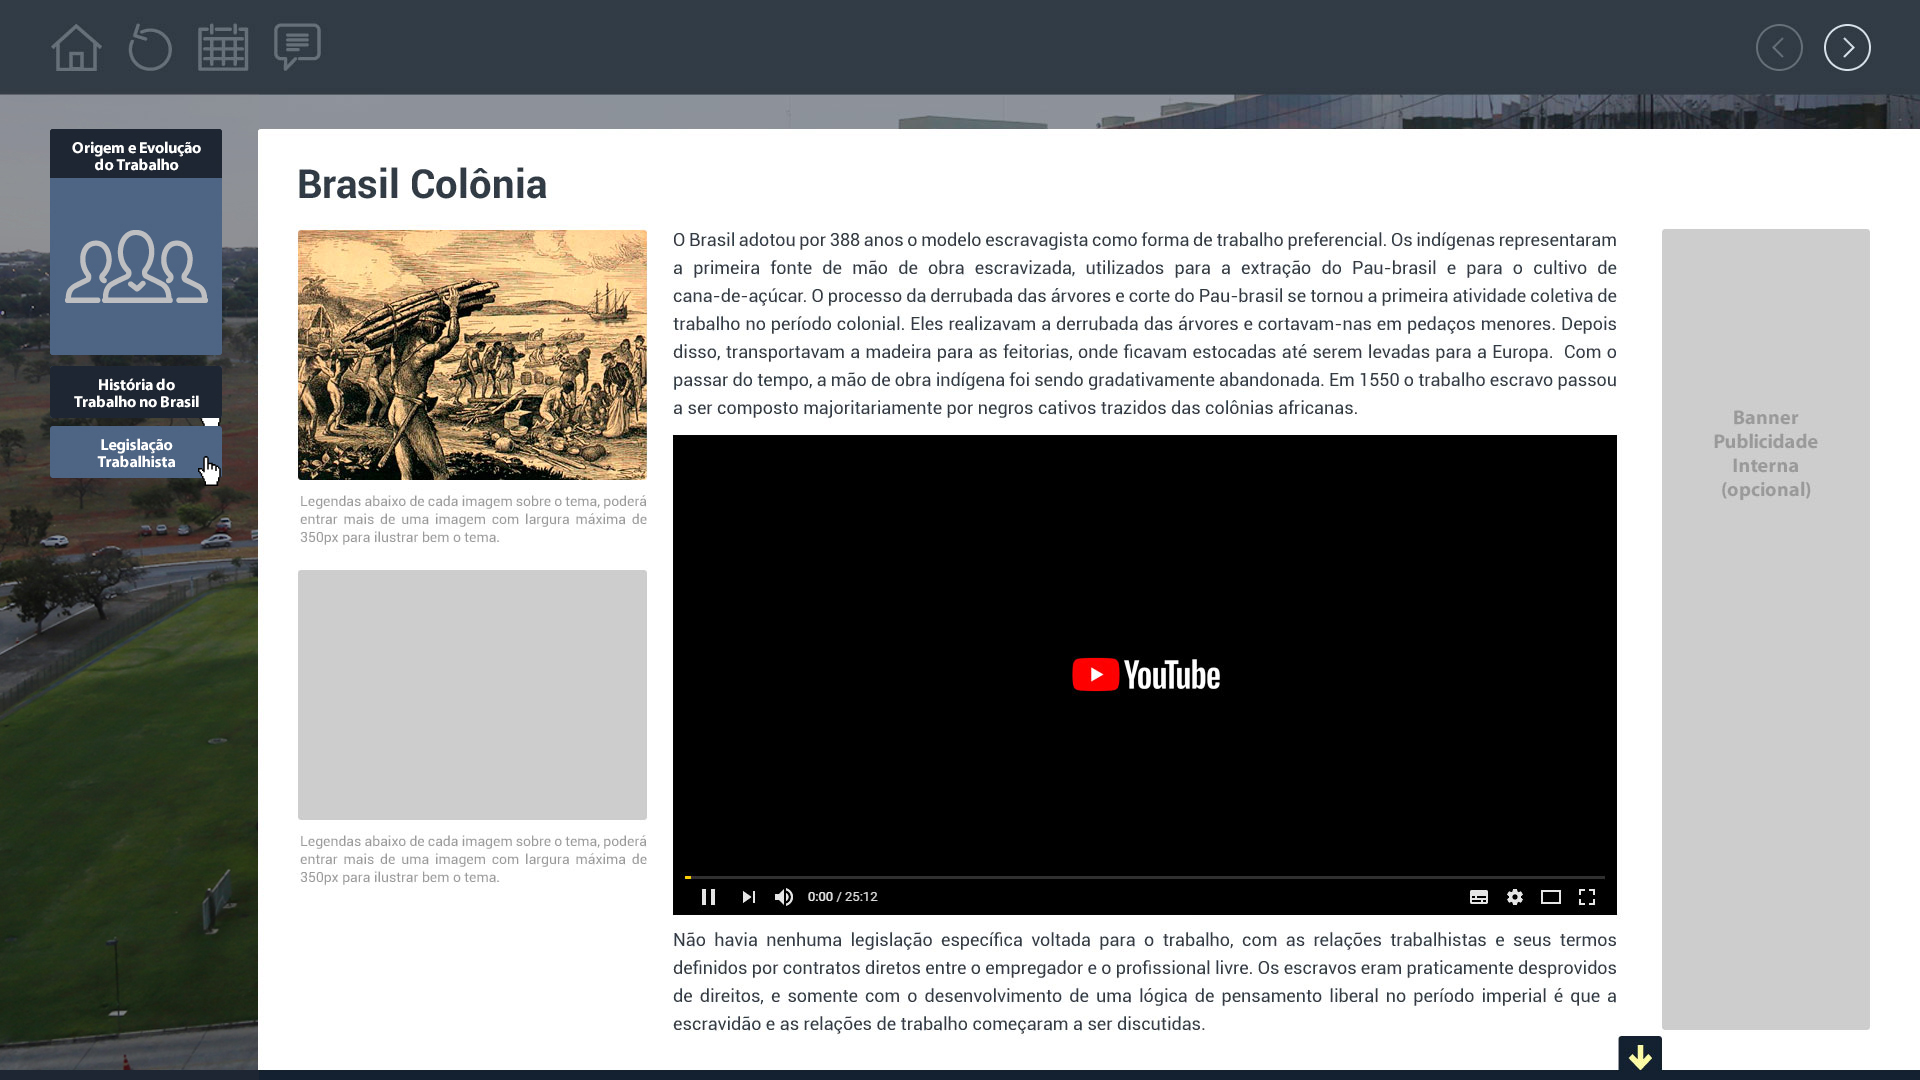 Origem e Evolução
do Trabalho
História do
Trabalho no Brasil
Legislação
Trabalhista
Brasil Colônia
Legendas abaixo de cada imagem sobre o tema, poderá
entrar mais de uma imagem com largura máxima de
350px para ilustrar bem o tema.
Legendas abaixo de cada imagem sobre o tema, poderá
entrar mais de uma imagem com largura máxima de
350px para ilustrar bem o tema.
O Brasil adotou por 388 anos o modelo escravagista como forma de trabalho preferencial. Os indígenas representaram
a primeira fonte de mão de obra escravizada, utilizados para a extração do Pau-brasil e para o cultivo de
cana-de-açúcar. O processo da derrubada das árvores e corte do Pau-brasil se tornou a primeira atividade coletiva de
trabalho no período colonial. Eles realizavam a derrubada das árvores e cortavam-nas em pedaços menores. Depois
disso, transportavam a madeira para as feitorias, onde ficavam estocadas até serem levadas para a Europa. Com o
passar do tempo, a mão de obra indígena foi sendo gradativamente abandonada. Em 1550 o trabalho escravo passou
a ser composto majoritariamente por negros cativos trazidos das colônias africanas.
YouTube
0:00 / 25:12
Não havia nenhuma legislação específica voltada para o trabalho, com as relações trabalhistas e seus termos
definidos por contratos diretos entre o empregador e o profissional livre. Os escravos eram praticamente desprovidos
de direitos, e somente com o desenvolvimento de uma lógica de pensamento liberal no período imperial é que a
escravidão e as relações de trabalho começaram a ser discutidas.
Banner
Publicidade
Interna
(opcional)